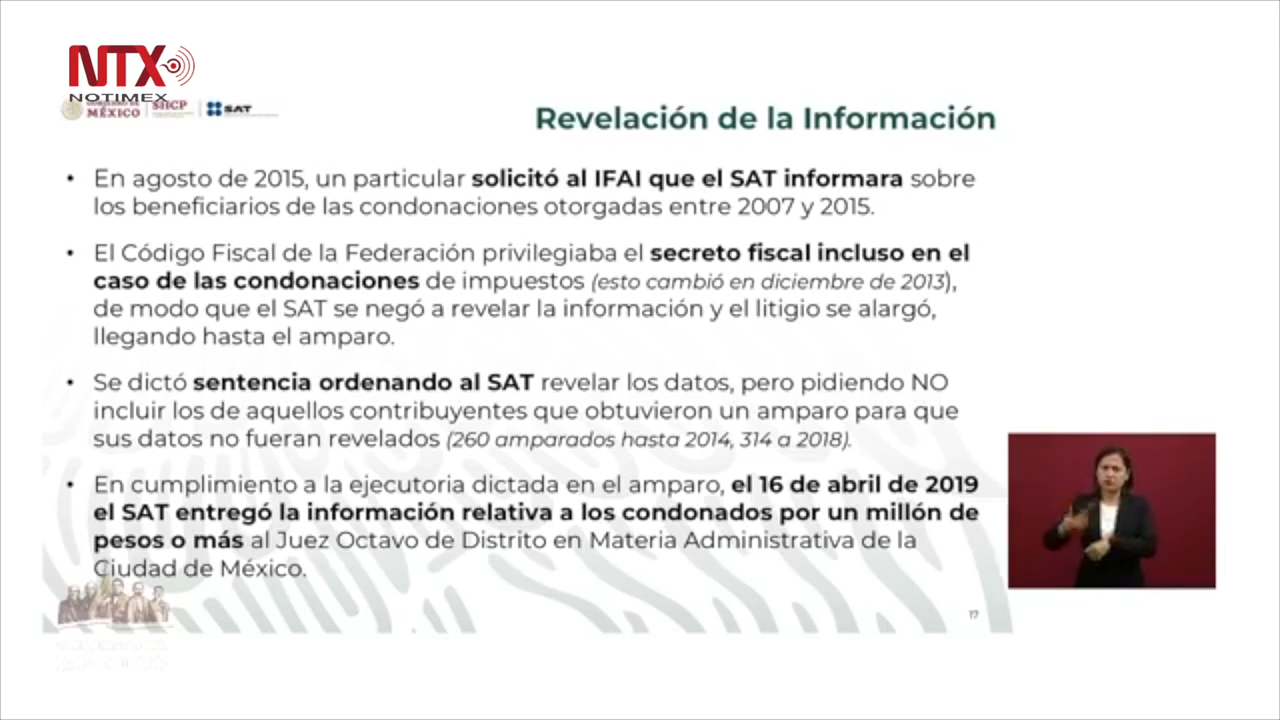 NTX
NOTIMEX
MÉXICO SHCP SAT
Revelación de la Información
• En agosto de 2015, un particular solicitó al IFAI que el SAT informara sobre
los beneficiarios de las condonaciones otorgadas entre 2007 y 2015.
• El Código Fiscal de la Federación privilegiaba el secreto fiscal incluso en el
caso de las condonaciones de impuestos (esto cambió en diciembre de 2013),
de modo que el SAT se negó a revelar la información y el litigio se alargó,
llegando hasta el amparo.
• Se dictó sentencia ordenando al SAT revelar los datos, pero pidiendo NO
incluir los de aquellos contribuyentes que obtuvieron un amparo para que
sus datos no fueran revelados (260 amparados hasta 2014, 314 a 2018).
• En cumplimiento a la ejecutoria dictada en el amparo, el 16 de abril de 2019
el SAT entregó la información relativa a los condonados por un millón de
pesos o más al Juez Octavo de Distrito en Materia Administrativa de la
Ciudad de México.
17